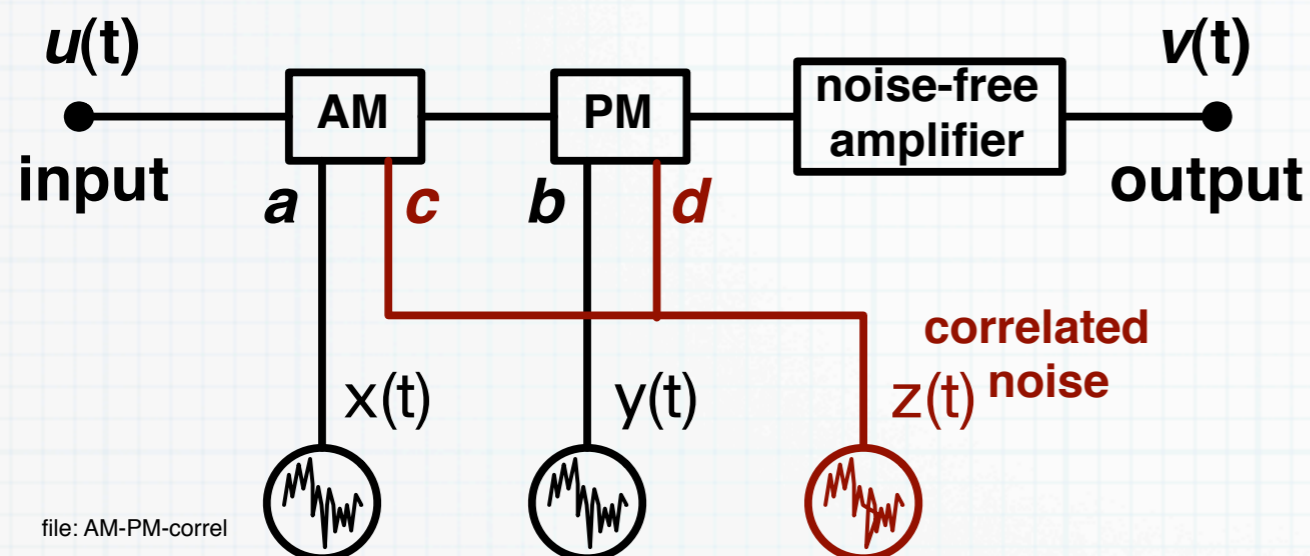 u(t)
v(t)
AM
PM
noise-free
amplifier
input
output
a
c
b
d
correlated
noise
x(t)
y(t)
z(t)
file: AM-PM-correl